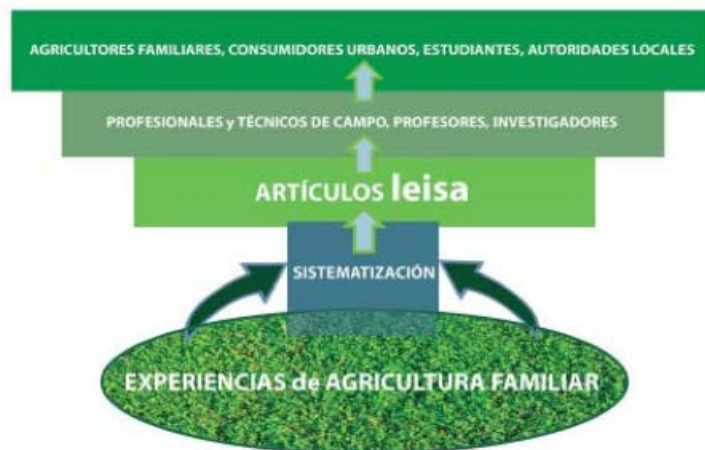 AGRICULTORES FAMILIARES, CONSUMIDORES URBANOS, ESTUDIANTES, AUTORIDADES LOCALES
PROFESIONALES y TÉCNICOS DE CAMPO, PROFESORES, INVESTIGADORES
ARTÍCULOS leisa
SISTEMATIZACIÓN
EXPERIENCIAS de AGRICULTURA FAMILIAR